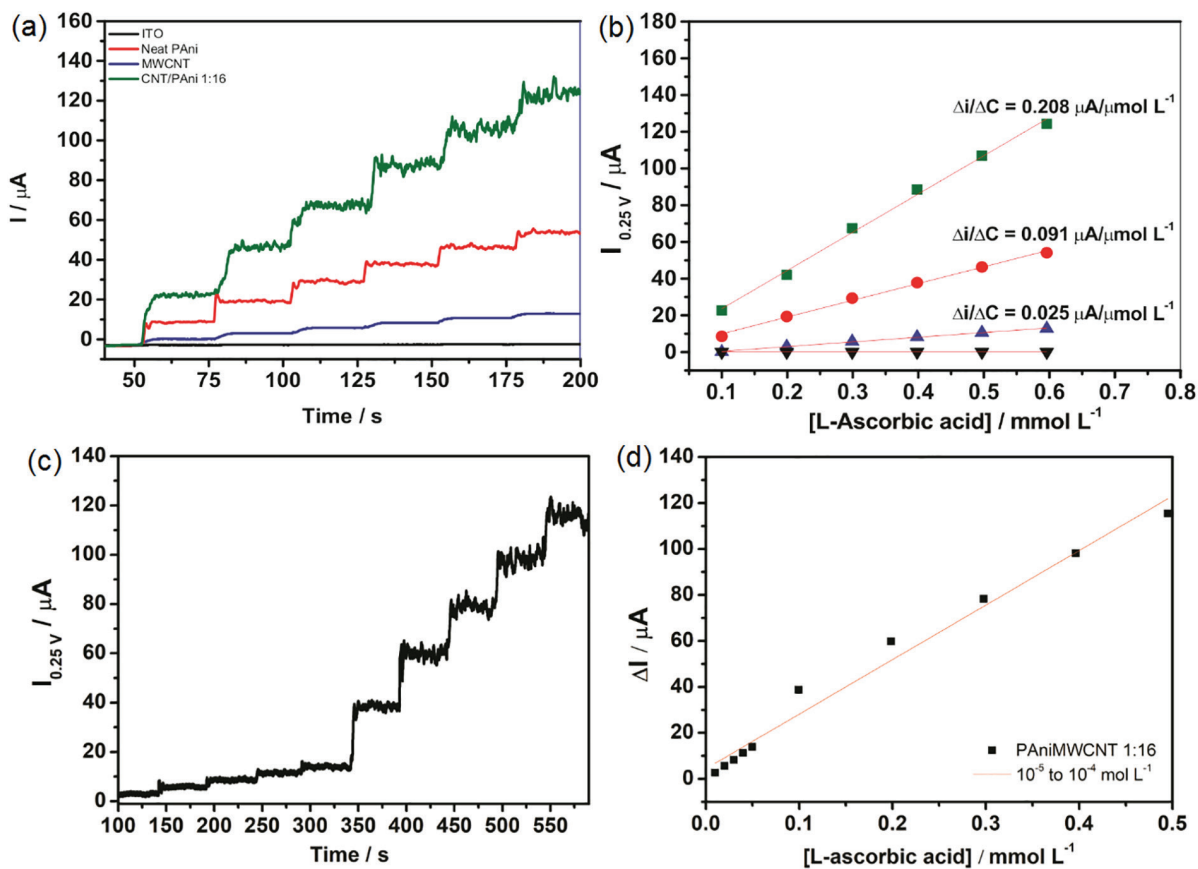 (a)
160
140
120
100
80
60
40
20
0
I / μA
ITO
Neat PAni
MWCNT
CNT/PAni 1:16
50 75 100 125 150 175 200
Time / s
(b)
180
160
140
120
100
80
60
40
20
0
I 0.25 V / μA
Δi/ΔC = 0.208 μA/μmol L-1
Δi/ΔC = 0.091 μA/μmol L-1
Δi/ΔC = 0.025 μA/μmol L-1
0.1 0.2 0.3 0.4 0.5 0.6 0.7 0.8
[L-Ascorbic acid] / mmol L-1
(c)
140
120
100
80
60
40
20
0
I0.25 V / μA
100 150 200 250 300 350 400 450 500 550
Time / s
(d)
140
120
100
80
60
40
20
0
ΔI / μA
PAniMWCNT 1:16
10-5 to 10-4 mol L-1
0.0 0.1 0.2 0.3 0.4 0.5
[L-ascorbic acid] / mmol L-1